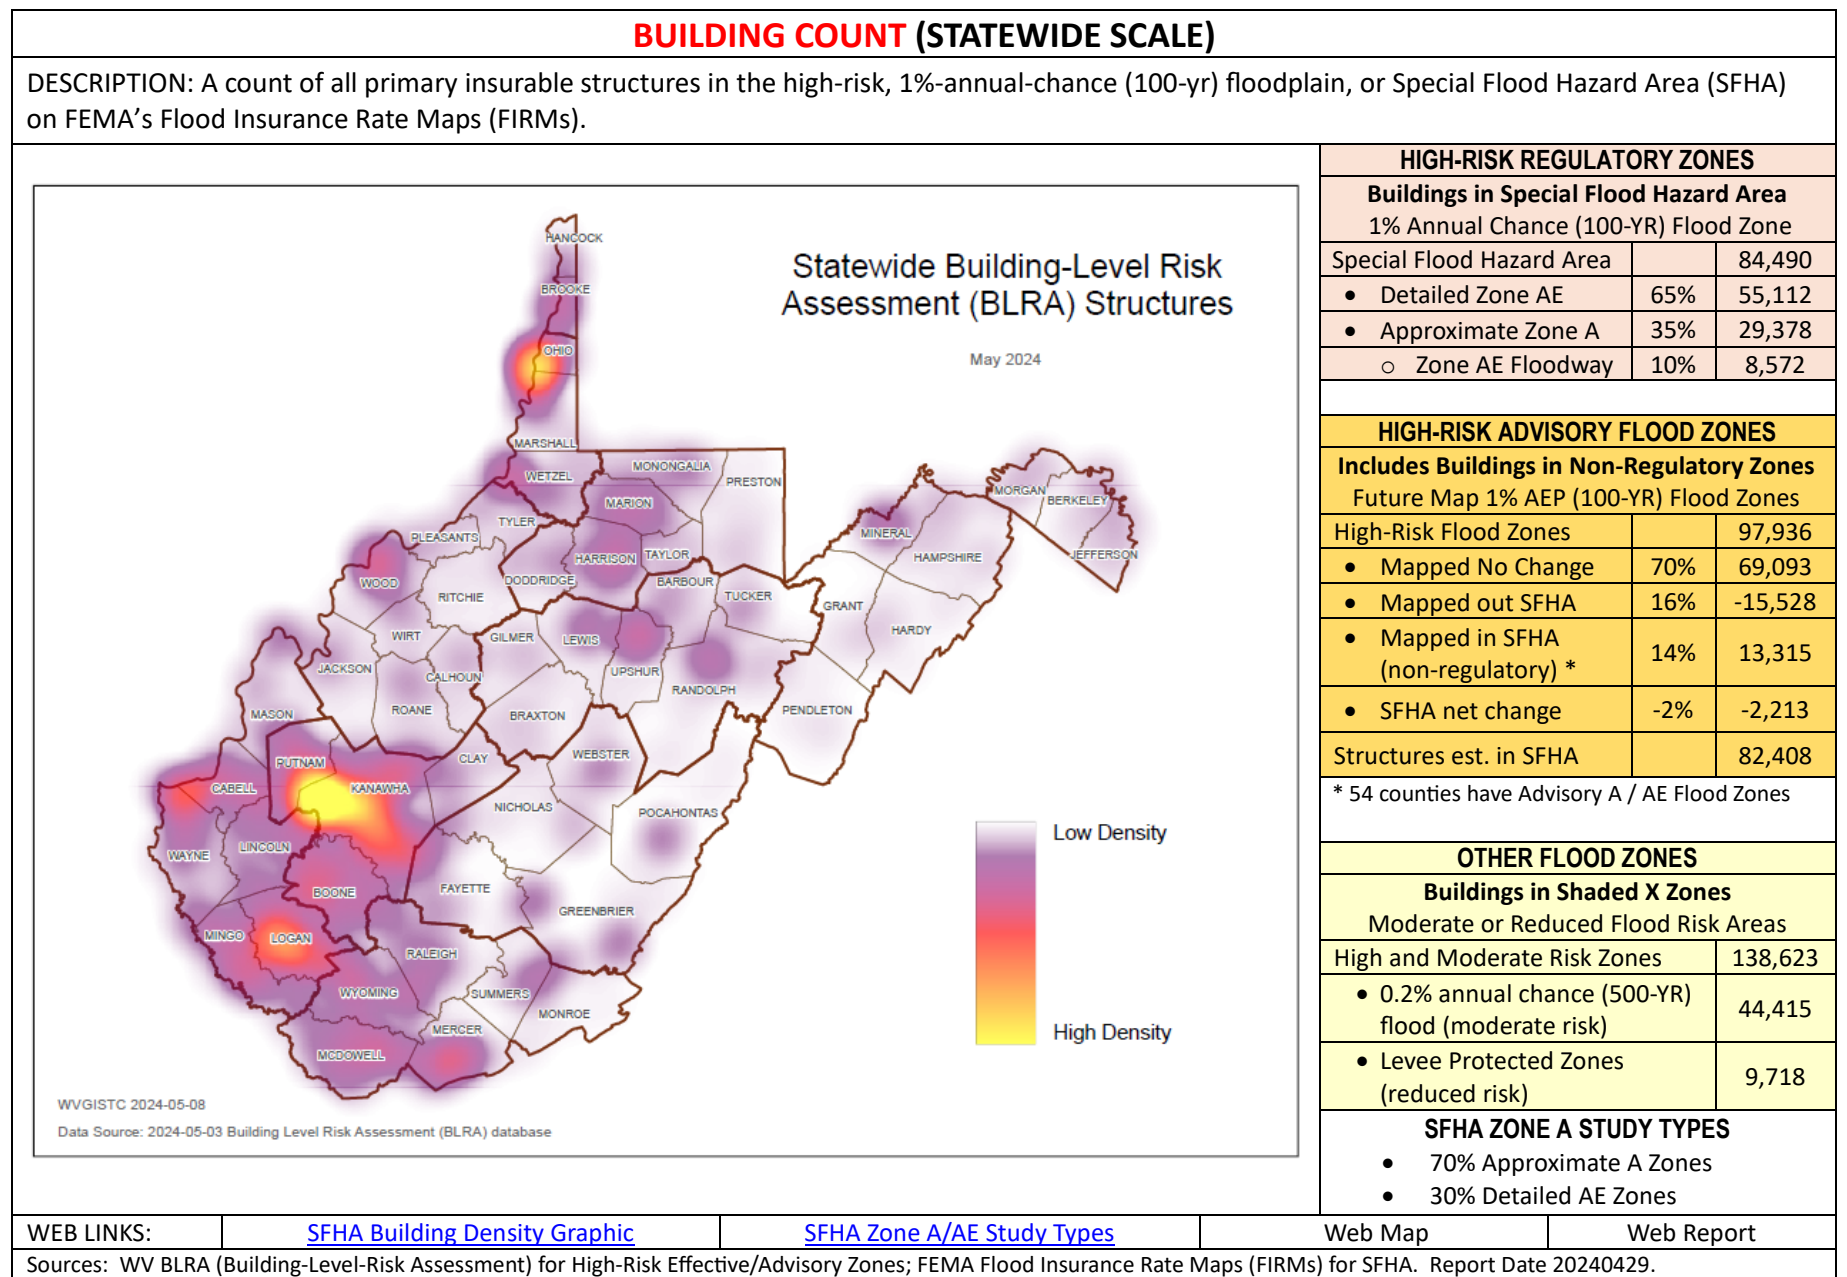 BUILDING COUNT (STATEWIDE SCALE)
DESCRIPTION: A count of all primary insurable structures in the high-risk, 1%-annual-chance (100-yr) floodplain, or Special Flood Hazard Area (SFHA)
on FEMA's Flood Insurance Rate Maps (FIRMs).
Statewide Building-Level Risk
Assessment (BLRA) Structures
May 2024
HANCOCK
BROOKE
OHIO
MARSHALL
WETZEL
MONONGALIA
PRESTON
MARION
TYLER
PLEASANTS
MORGAN
BERKELEY
MINERAL
HAMPSHIRE
JEFFERSON
HARRISON
TAYLOR
DODDRIDGE
BARBOUR
WOOD
RITCHIE
TUCKER
GRANT
HARDY
WIRT
GILMER
LEWIS
UPSHUR
JACKSON
CALHOUN
RANDOLPH
ROANE
BRAXTON
PENDLETON
MASON
PUTNAM
CLAY
WEBSTER
CABELL
KANAWHA
NICHOLAS
POCAHONTAS
LINCOLN
WAYNE
BOONE
FAYETTE
GREENBRIER
MINGO
LOGAN
RALEIGH
WYOMING
SUMMERS
MONROE
MERCER
MCDOWELL
Low Density
High Density
WVGISTC 2024-05-08
Data Source: 2024-05-03 Building Level Risk Assessment (BLRA) database
HIGH-RISK REGULATORY ZONES
Buildings in Special Flood Hazard Area
1% Annual Chance (100-YR) Flood Zone
Special Flood Hazard Area 84,490
• Detailed Zone AE 65% 55,112
• Approximate Zone A 35% 29,378
o Zone AE Floodway 10% 8,572
HIGH-RISK ADVISORY FLOOD ZONES
Includes Buildings in Non-Regulatory Zones
Future Map 1% AEP (100-YR) Flood Zones
High-Risk Flood Zones 97,936
• Mapped No Change 70% 69,093
• Mapped out SFHA 16% -15,528
• Mapped in SFHA
(non-regulatory) * 14% 13,315
• SFHA net change -2% -2,213
Structures est. in SFHA 82,408
* 54 counties have Advisory A / AE Flood Zones
OTHER FLOOD ZONES
Buildings in Shaded X Zones
Moderate or Reduced Flood Risk Areas
High and Moderate Risk Zones 138,623
• 0.2% annual chance (500-YR)
flood (moderate risk) 44,415
• Levee Protected Zones
(reduced risk) 9,718
SFHA ZONE A STUDY TYPES
• 70% Approximate A Zones
• 30% Detailed AE Zones
WEB LINKS: SFHA Building Density Graphic SFHA Zone A/AE Study Types Web Map Web Report
Sources: WV BLRA (Building-Level-Risk Assessment) for High-Risk Effective/Advisory Zones; FEMA Flood Insurance Rate Maps (FIRMs) for SFHA. Report Date 20240429.